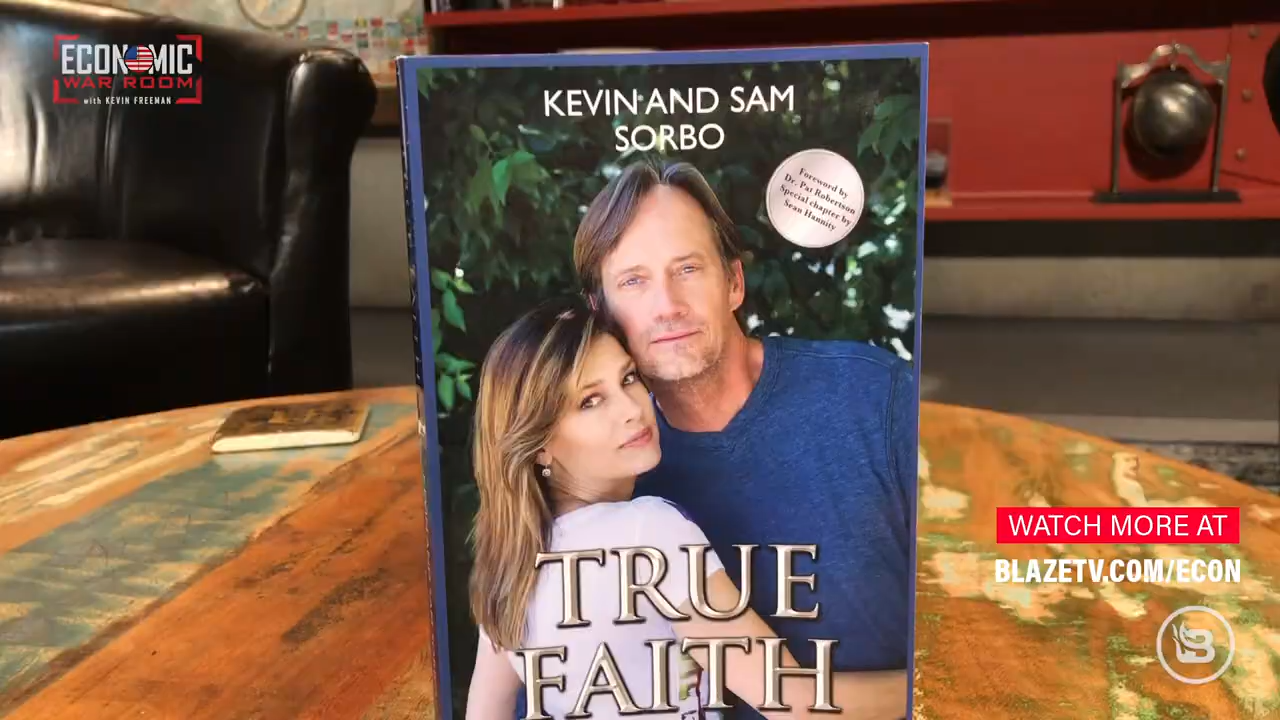 ECONOMIC
WAR ROOM
with KEVIN FREEMAN
KEVIN AND SAM
SORBO
Foreword by
Dr. Pat Robertson
Special chapter by
Sean Hannity
TRUE
FAITH
WATCH MORE AT
BLAZETV.COM/ECON
B